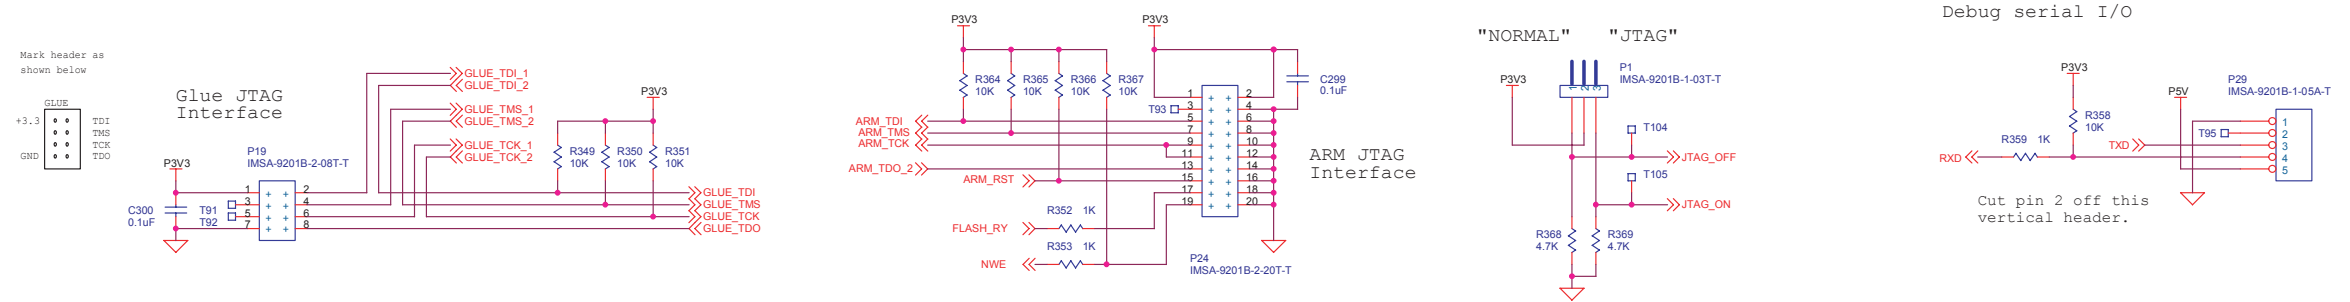 Mark header as
shown below
GLUE
+3.3
TDI
TMS
TCK
GND
TDO
Glue JTAG
Interface
P19
IMSA-9201B-2-08T-T
P3V3
C300
0.1uF
T91
T92
1
2
3
4
5
6
7
8
GLUE_TDI_1
GLUE_TDI_2
GLUE_TMS_1
GLUE_TMS_2
GLUE_TCK_1
GLUE_TCK_2
P3V3
R349
10K
R350
10K
R351
10K
GLUE_TDI
GLUE_TMS
GLUE_TCK
GLUE_TDO
P3V3
P3V3
R364
10K
R365
10K
R366
10K
R367
10K
C299
0.1uF
T93
ARM_TDI
ARM_TMS
ARM_TCK
ARM_TDO_2
ARM_RST
1
2
3
4
5
6
7
8
9
10
11
12
13
14
15
16
17
18
19
20
ARM JTAG
Interface
R352 1K
FLASH_RY
R353 1K
NWE
P24
IMSA-9201B-2-20T-T
"NORMAL" "JTAG"
P3V3
P1
IMSA-9201B-1-03T-T
1
2
3
T104
JTAG_OFF
T105
JTAG_ON
R368
4.7K
R369
4.7K
Debug serial I/O
P3V3
R358
10K
R359 1K
RXD
TXD
P5V
T95
P29
IMSA-9201B-1-05A-T
1
2
3
4
5
Cut pin 2 off this
vertical header.